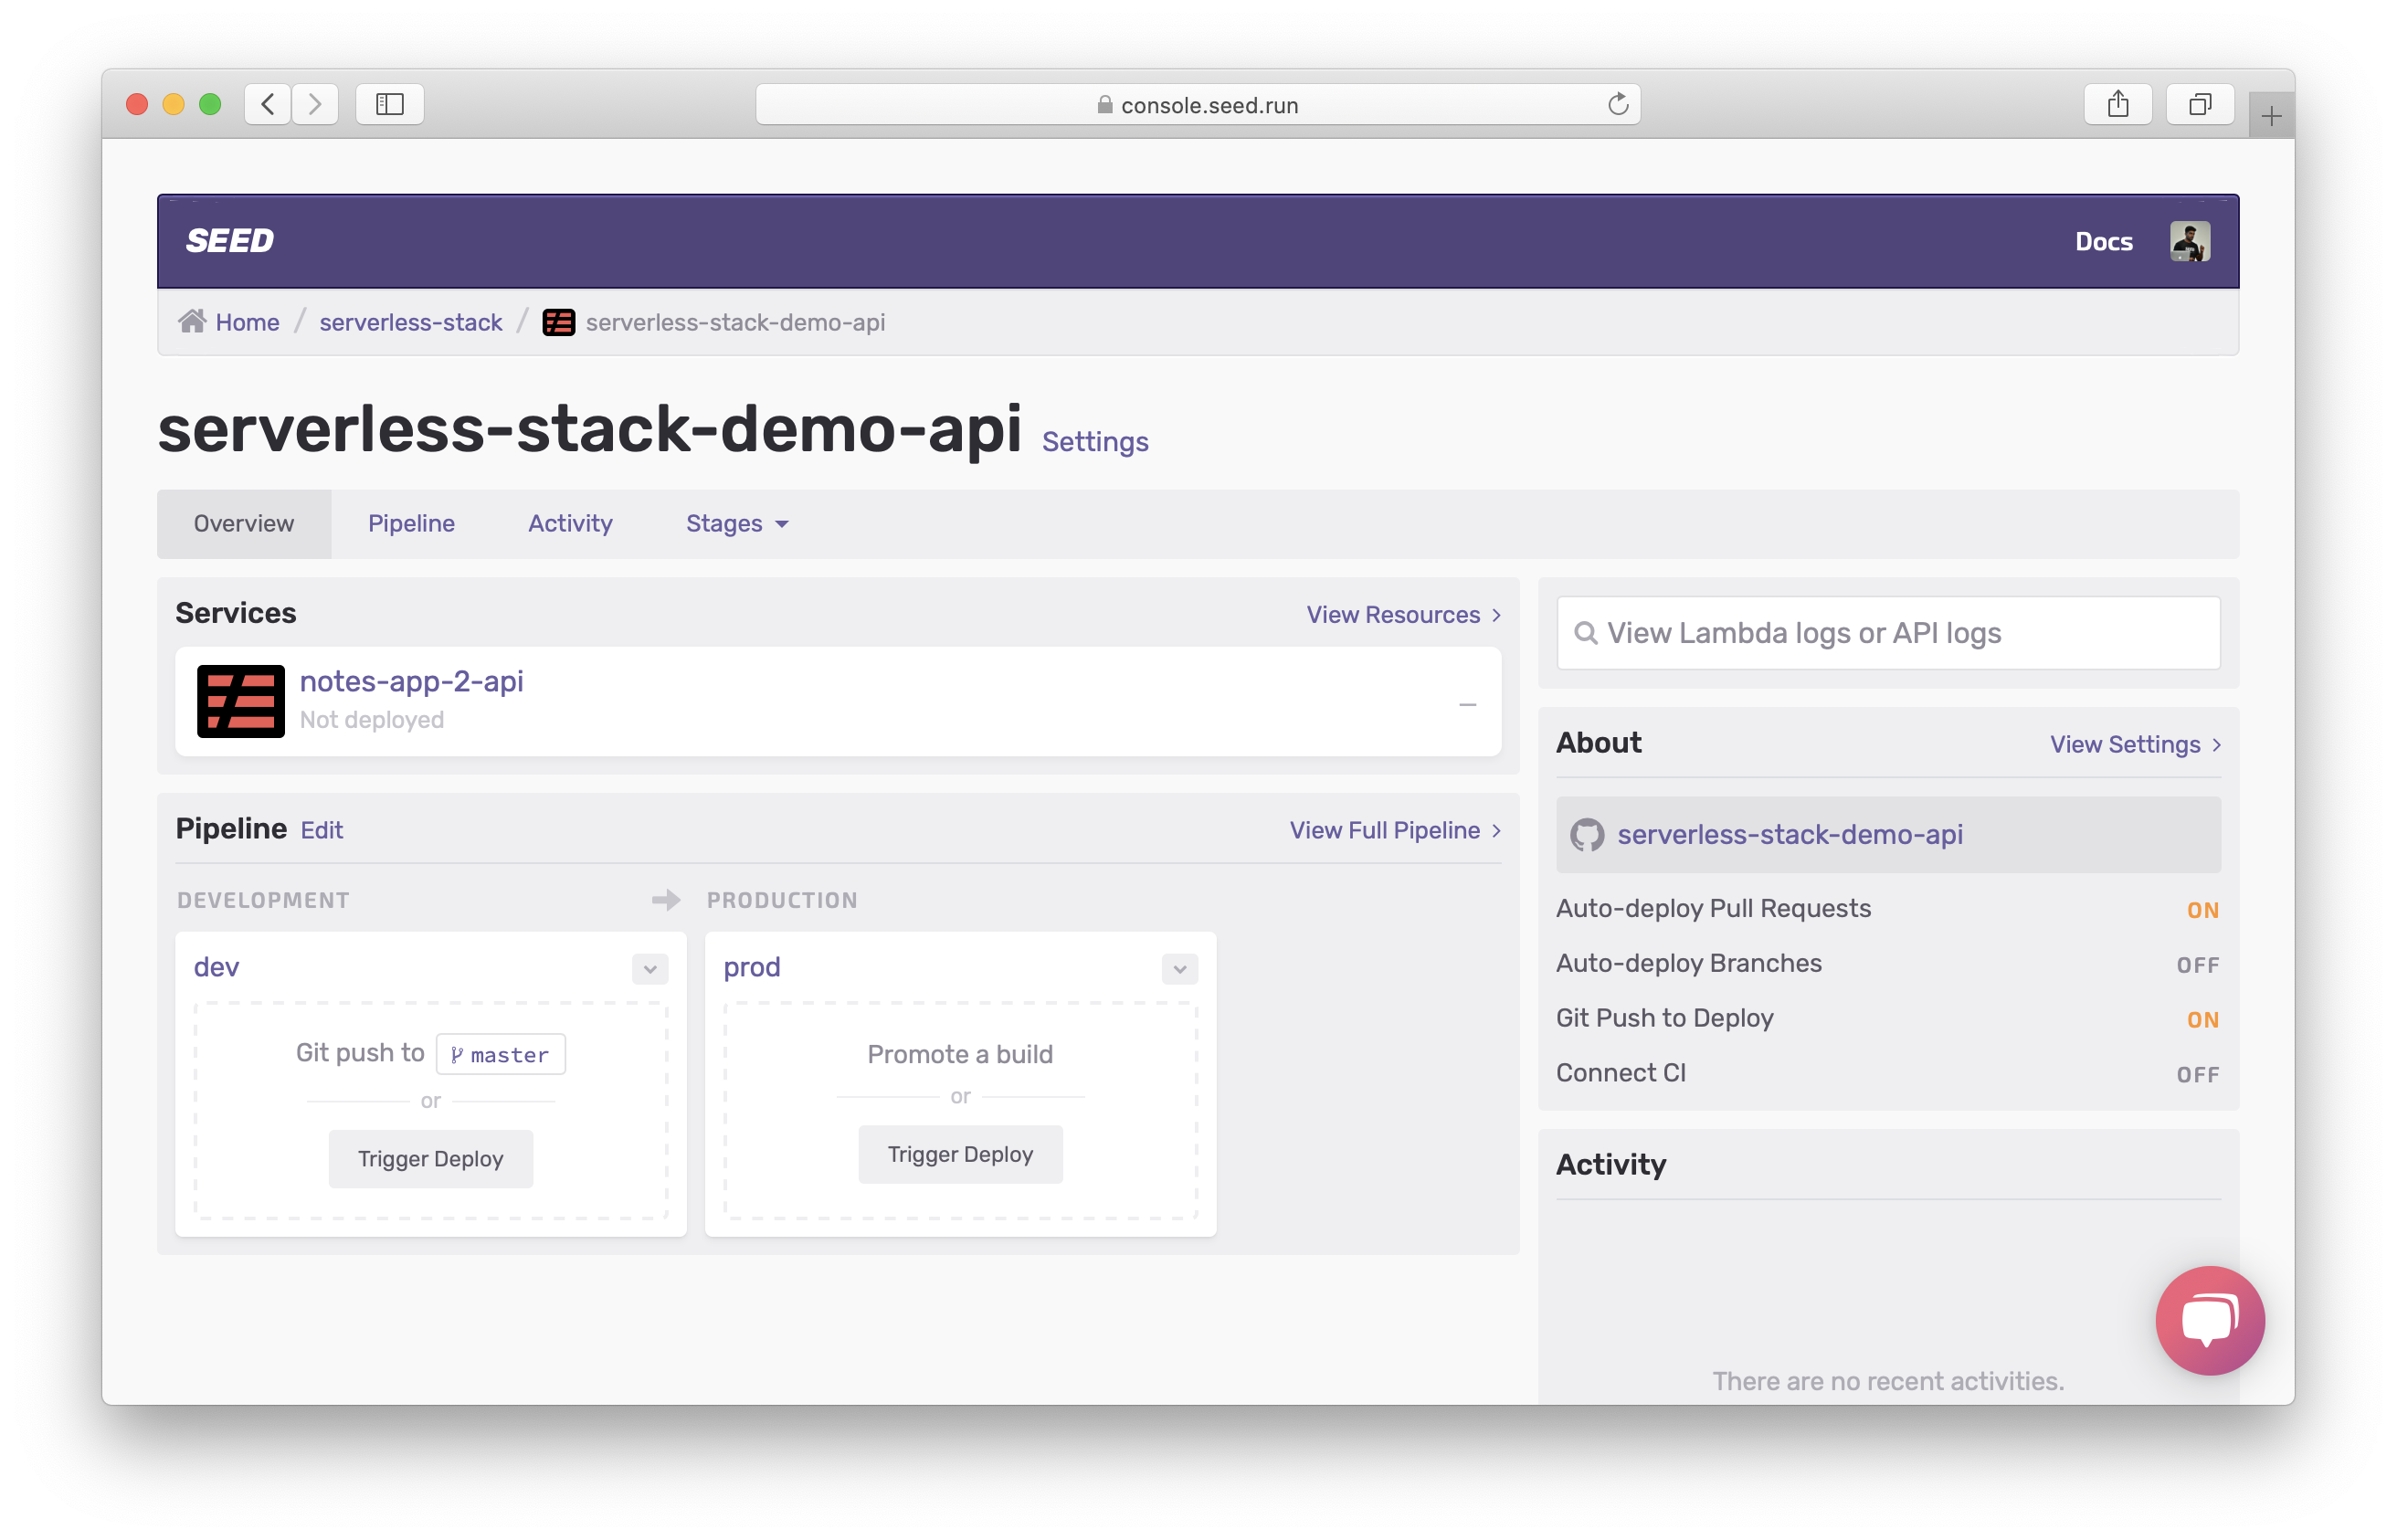 console.seed.run
SEED
Docs
Home / serverless-stack / serverless-stack-demo-api
serverless-stack-demo-api Settings
Overview Pipeline Activity Stages
Services View Resources
notes-app-2-api
Not deployed
Pipeline Edit View Full Pipeline
DEVELOPMENT PRODUCTION
dev
Git push to master
or
Trigger Deploy
prod
Promote a build
or
Trigger Deploy
View Lambda logs or API logs
About View Settings
serverless-stack-demo-api
Auto-deploy Pull Requests ON
Auto-deploy Branches OFF
Git Push to Deploy ON
Connect CI OFF
Activity
There are no recent activities.